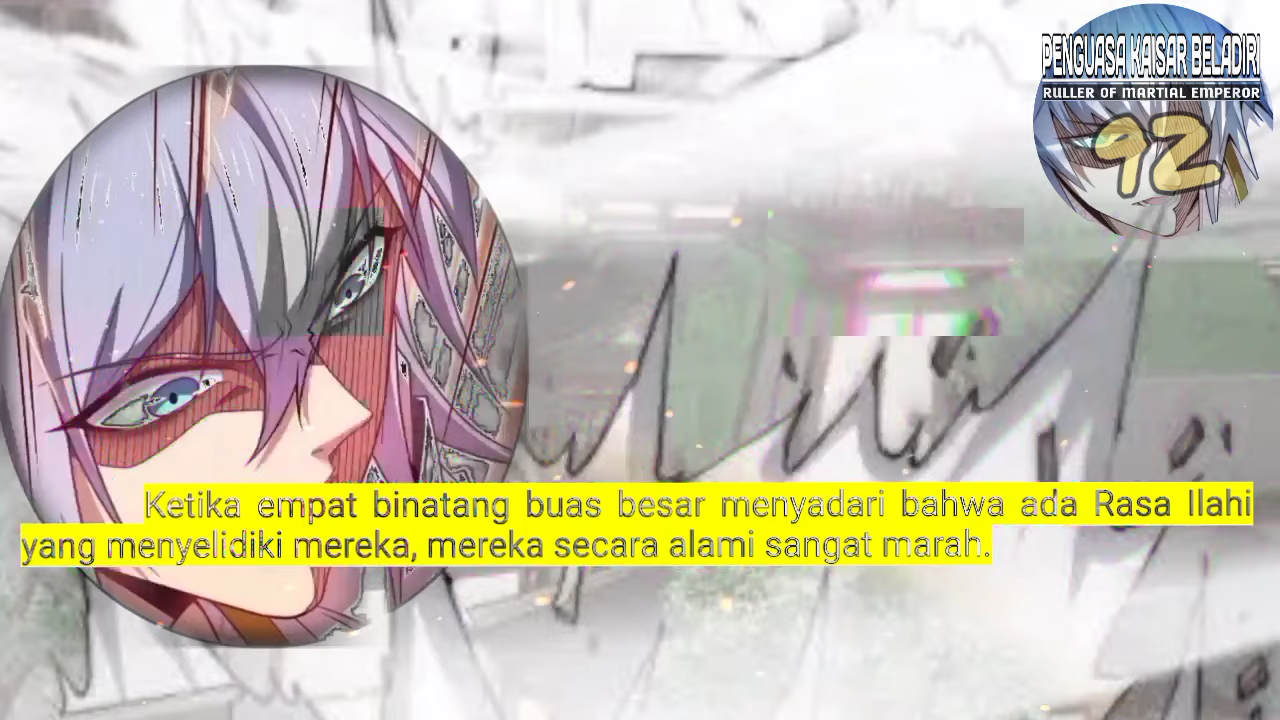 PENGUASA KAISAR BELADIRI
RULLER OF MARTIAL EMPEROR
92
Ketika empat binatang buas besar menyadari bahwa ada Rasa Ilahi
yang menyelidiki mereka, mereka secara alami sangat marah.